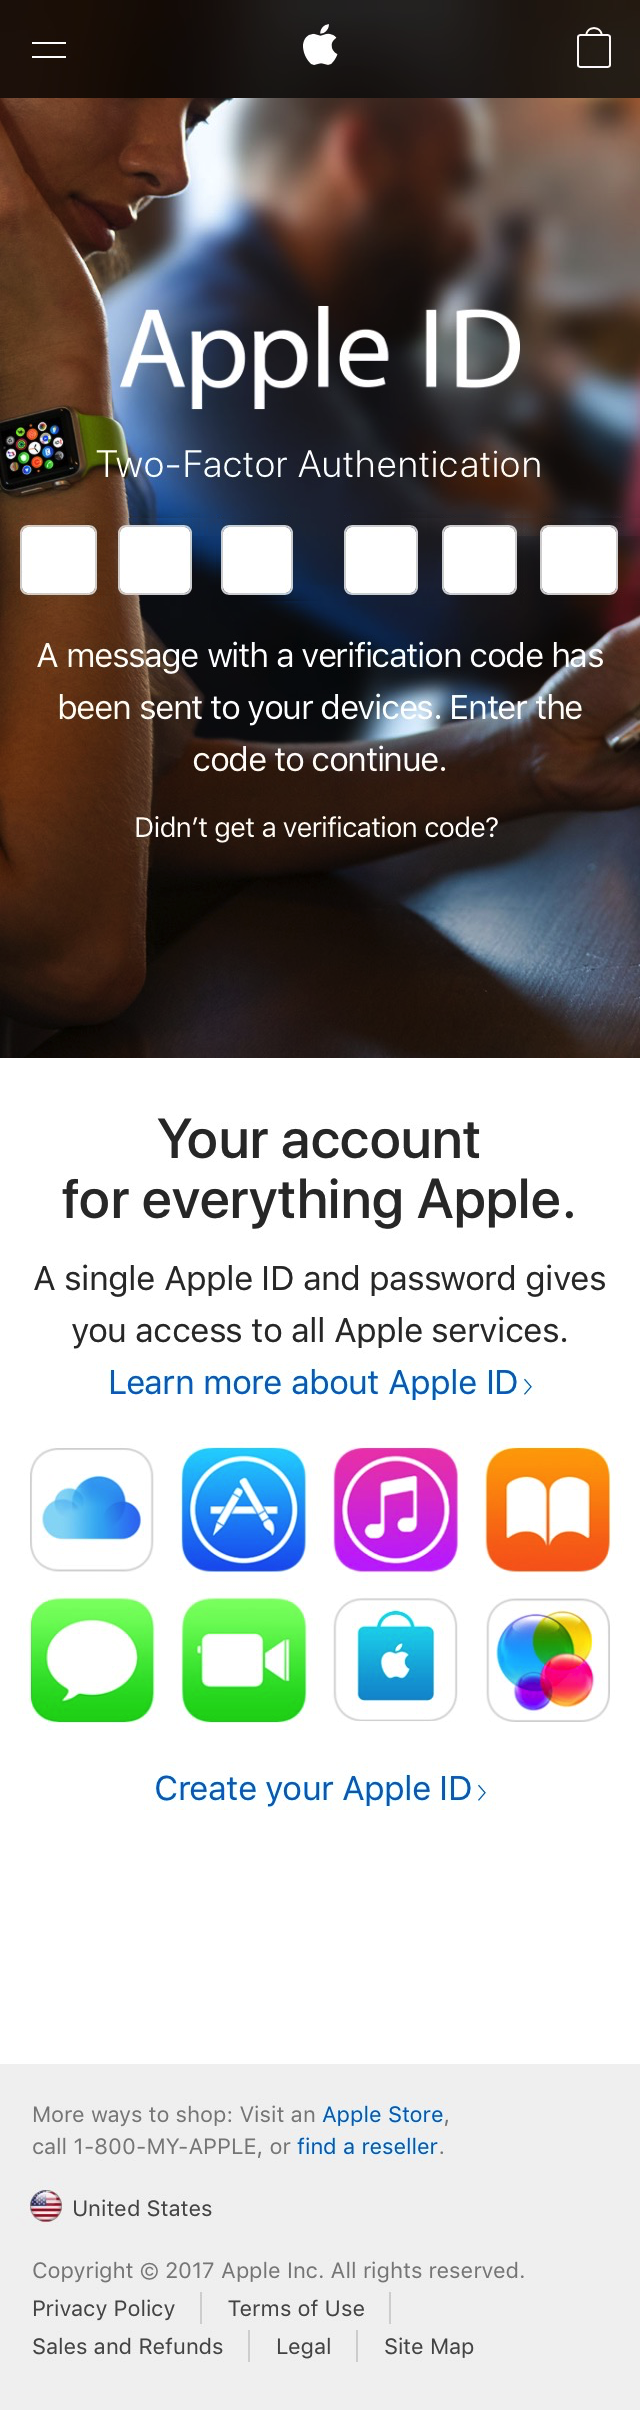 Apple ID
Two-Factor Authentication
A message with a verification code has
been sent to your devices. Enter the
code to continue.
Didn’t get a verification code?
Your account
for everything Apple.
A single Apple ID and password gives
you access to all Apple services.
Learn more about Apple ID ›
Create your Apple ID ›
More ways to shop: Visit an Apple Store,
call 1-800-MY-APPLE, or find a reseller.
United States
Copyright © 2017 Apple Inc. All rights reserved.
Privacy Policy | Terms of Use |
Sales and Refunds | Legal | Site Map